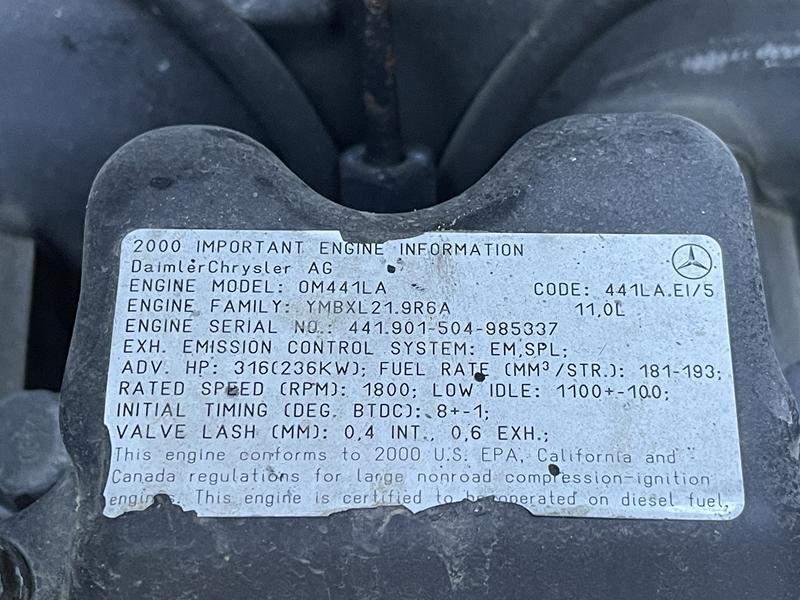 2000 IMPORTANT ENGINE INFORMATION
DaimlerChrysler AG
ENGINE MODEL: OM441LA CODE: 441LA.EI/5
ENGINE FAMILY: YMBXL21.9R6A 11,0L
ENGINE SERIAL NO.: 441.901-504-985337
EXH. EMISSION CONTROL SYSTEM: EM,SPL;
ADV. HP: 316(236KW); FUEL RATE (MM³/STR.): 181-193;
RATED SPEED (RPM): 1800; LOW IDLE: 1100+-100;
INITIAL TIMING (DEG. BTDC): 8+-1;
VALVE LASH (MM): 0,4 INT., 0,6 EXH.;
This engine conforms to 2000 U.S. EPA, California and
Canada regulations for large nonroad compression-ignition
engines. This engine is certified to be operated on diesel fuel.